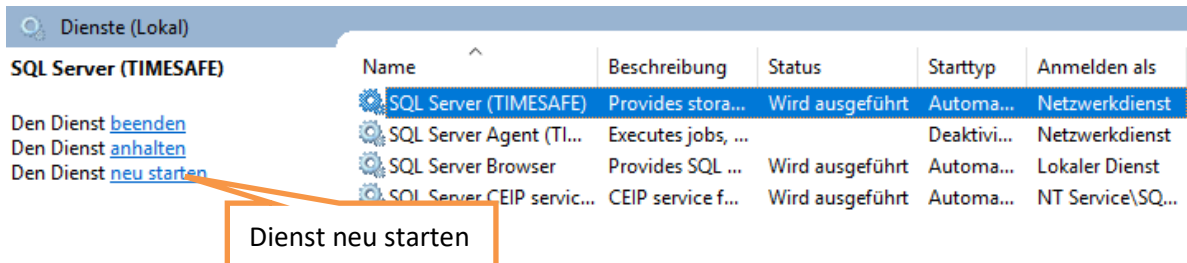 Dienste (Lokal)
SQL Server (TIMESAFE)
Den Dienst beenden
Den Dienst anhalten
Den Dienst neu starten
Name Beschreibung Status Starttyp Anmelden als
SQL Server (TIMESAFE) Provides stora... Wird ausgeführt Automa... Netzwerkdienst
SQL Server Agent (TI... Executes jobs, ... Deaktivi... Netzwerkdienst
SQL Server Browser Provides SQL ... Wird ausgeführt Automa... Lokaler Dienst
SQL Server CEIP servic... CEIP service f... Wird ausgeführt Automa... NT Service\SQ...
Dienst neu starten